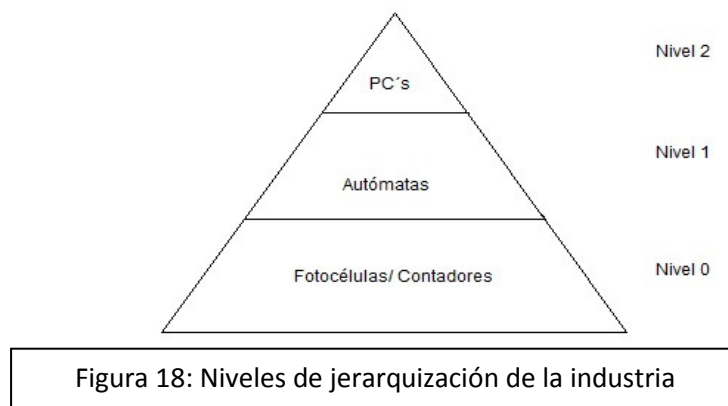 Nivel 2
PC´s
Nivel 1
Autómatas
Nivel 0
Fotocélulas/ Contadores
Figura 18: Niveles de jerarquización de la industria